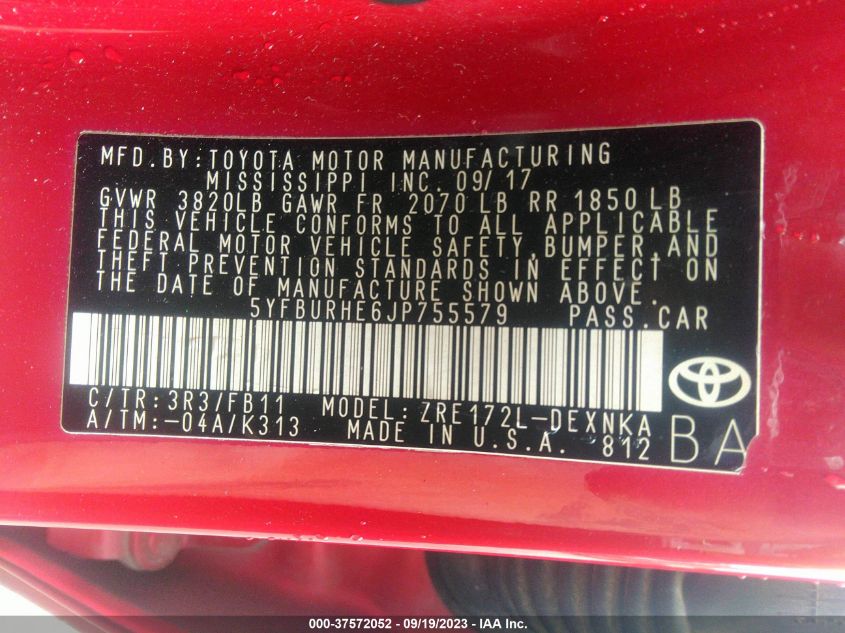 MFD.BY:TOYOTA MOTOR MANUFACTURING
MISSISSIPPI INC. 09/17
GVWR 3820LB GAWR FR 2070 LB RR 1850 LB
THIS VEHICLE CONFORMS TO ALL APPLICABLE
FEDERAL MOTOR VEHICLE SAFETY,BUMPER,AND
THEFT PREVENTION STANDARDS IN EFFECT ON
THE DATE OF MANUFACTURE SHOWN ABOVE.
5YFBURHE6JP755579 PASS.CAR
C/TR:3R3/FB11 MODEL:ZRE172L-DEXNKA
A/TM:-04A/K313 MADE IN U.S.A. 812
BA
000-37572052 - 09/19/2023 - IAAI Inc.